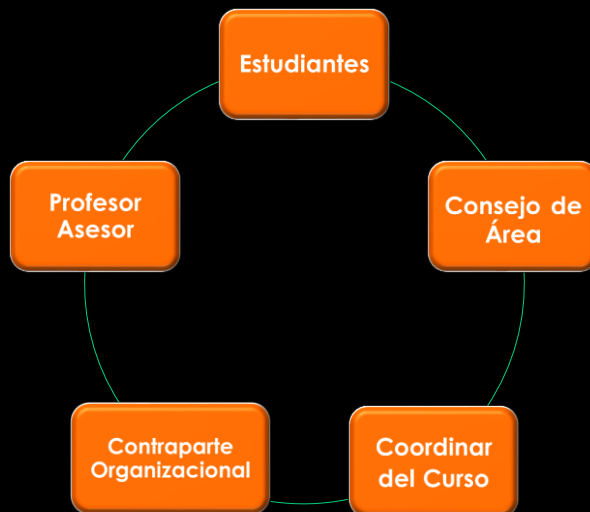 Estudiantes
Profesor
Asesor
Consejo de
Área
Contraparte
Organizacional
Coordinar
del Curso